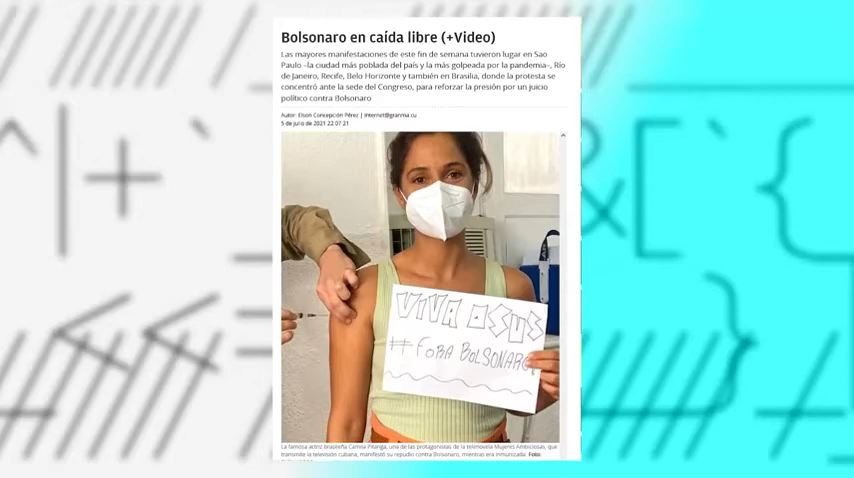 Bolsonaro en caída libre (+Video)
Las mayores manifestaciones de este fin de semana tuvieron lugar en Sao
Paulo –la ciudad más poblada del país y la más golpeada por la pandemia–, Río
de Janeiro, Recife, Belo Horizonte y también en Brasilia, donde la protesta se
concentró ante la sede del Congreso, para reforzar la presión por un juicio
político contra Bolsonaro
Autor: Elson Concepción Pérez | internet@granma.cu
5 de julio de 2021 22:07:21
VIVA O SUS
# FORA BOLSONARO
La famosa actriz brasileña Camila Pitanga, una de las protagonistas de la telenovela Mujeres Ambiciosas, que
transmite la televisión cubana, manifestó su repudio contra Bolsonaro, mientras era inmunizada. Foto: